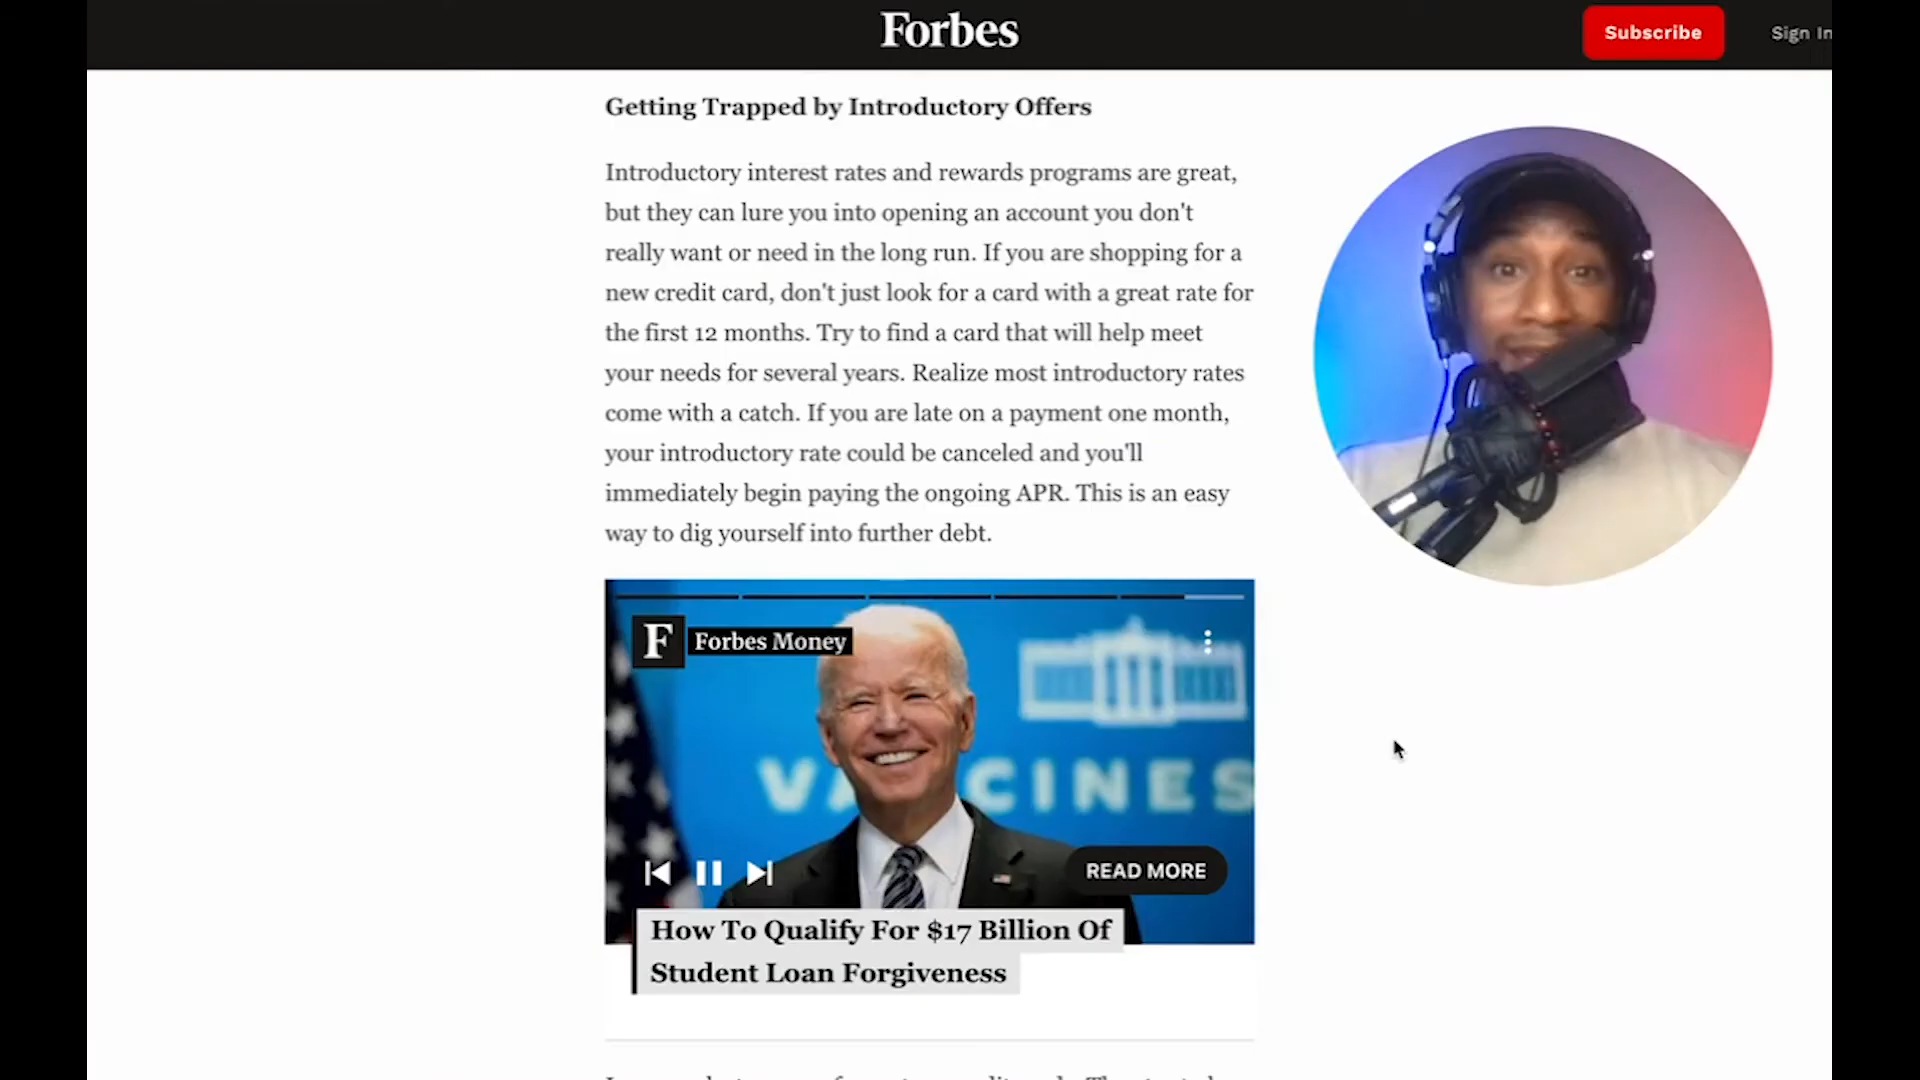 Forbes
Subscribe
Sign In
Getting Trapped by Introductory Offers
Introductory interest rates and rewards programs are great,
but they can lure you into opening an account you don't
really want or need in the long run. If you are shopping for a
new credit card, don't just look for a card with a great rate for
the first 12 months. Try to find a card that will help meet
your needs for several years. Realize most introductory rates
come with a catch. If you are late on a payment one month,
your introductory rate could be canceled and you'll
immediately begin paying the ongoing APR. This is an easy
way to dig yourself into further debt.
F Forbes Money
VA CINES
READ MORE
How To Qualify For $17 Billion Of
Student Loan Forgiveness